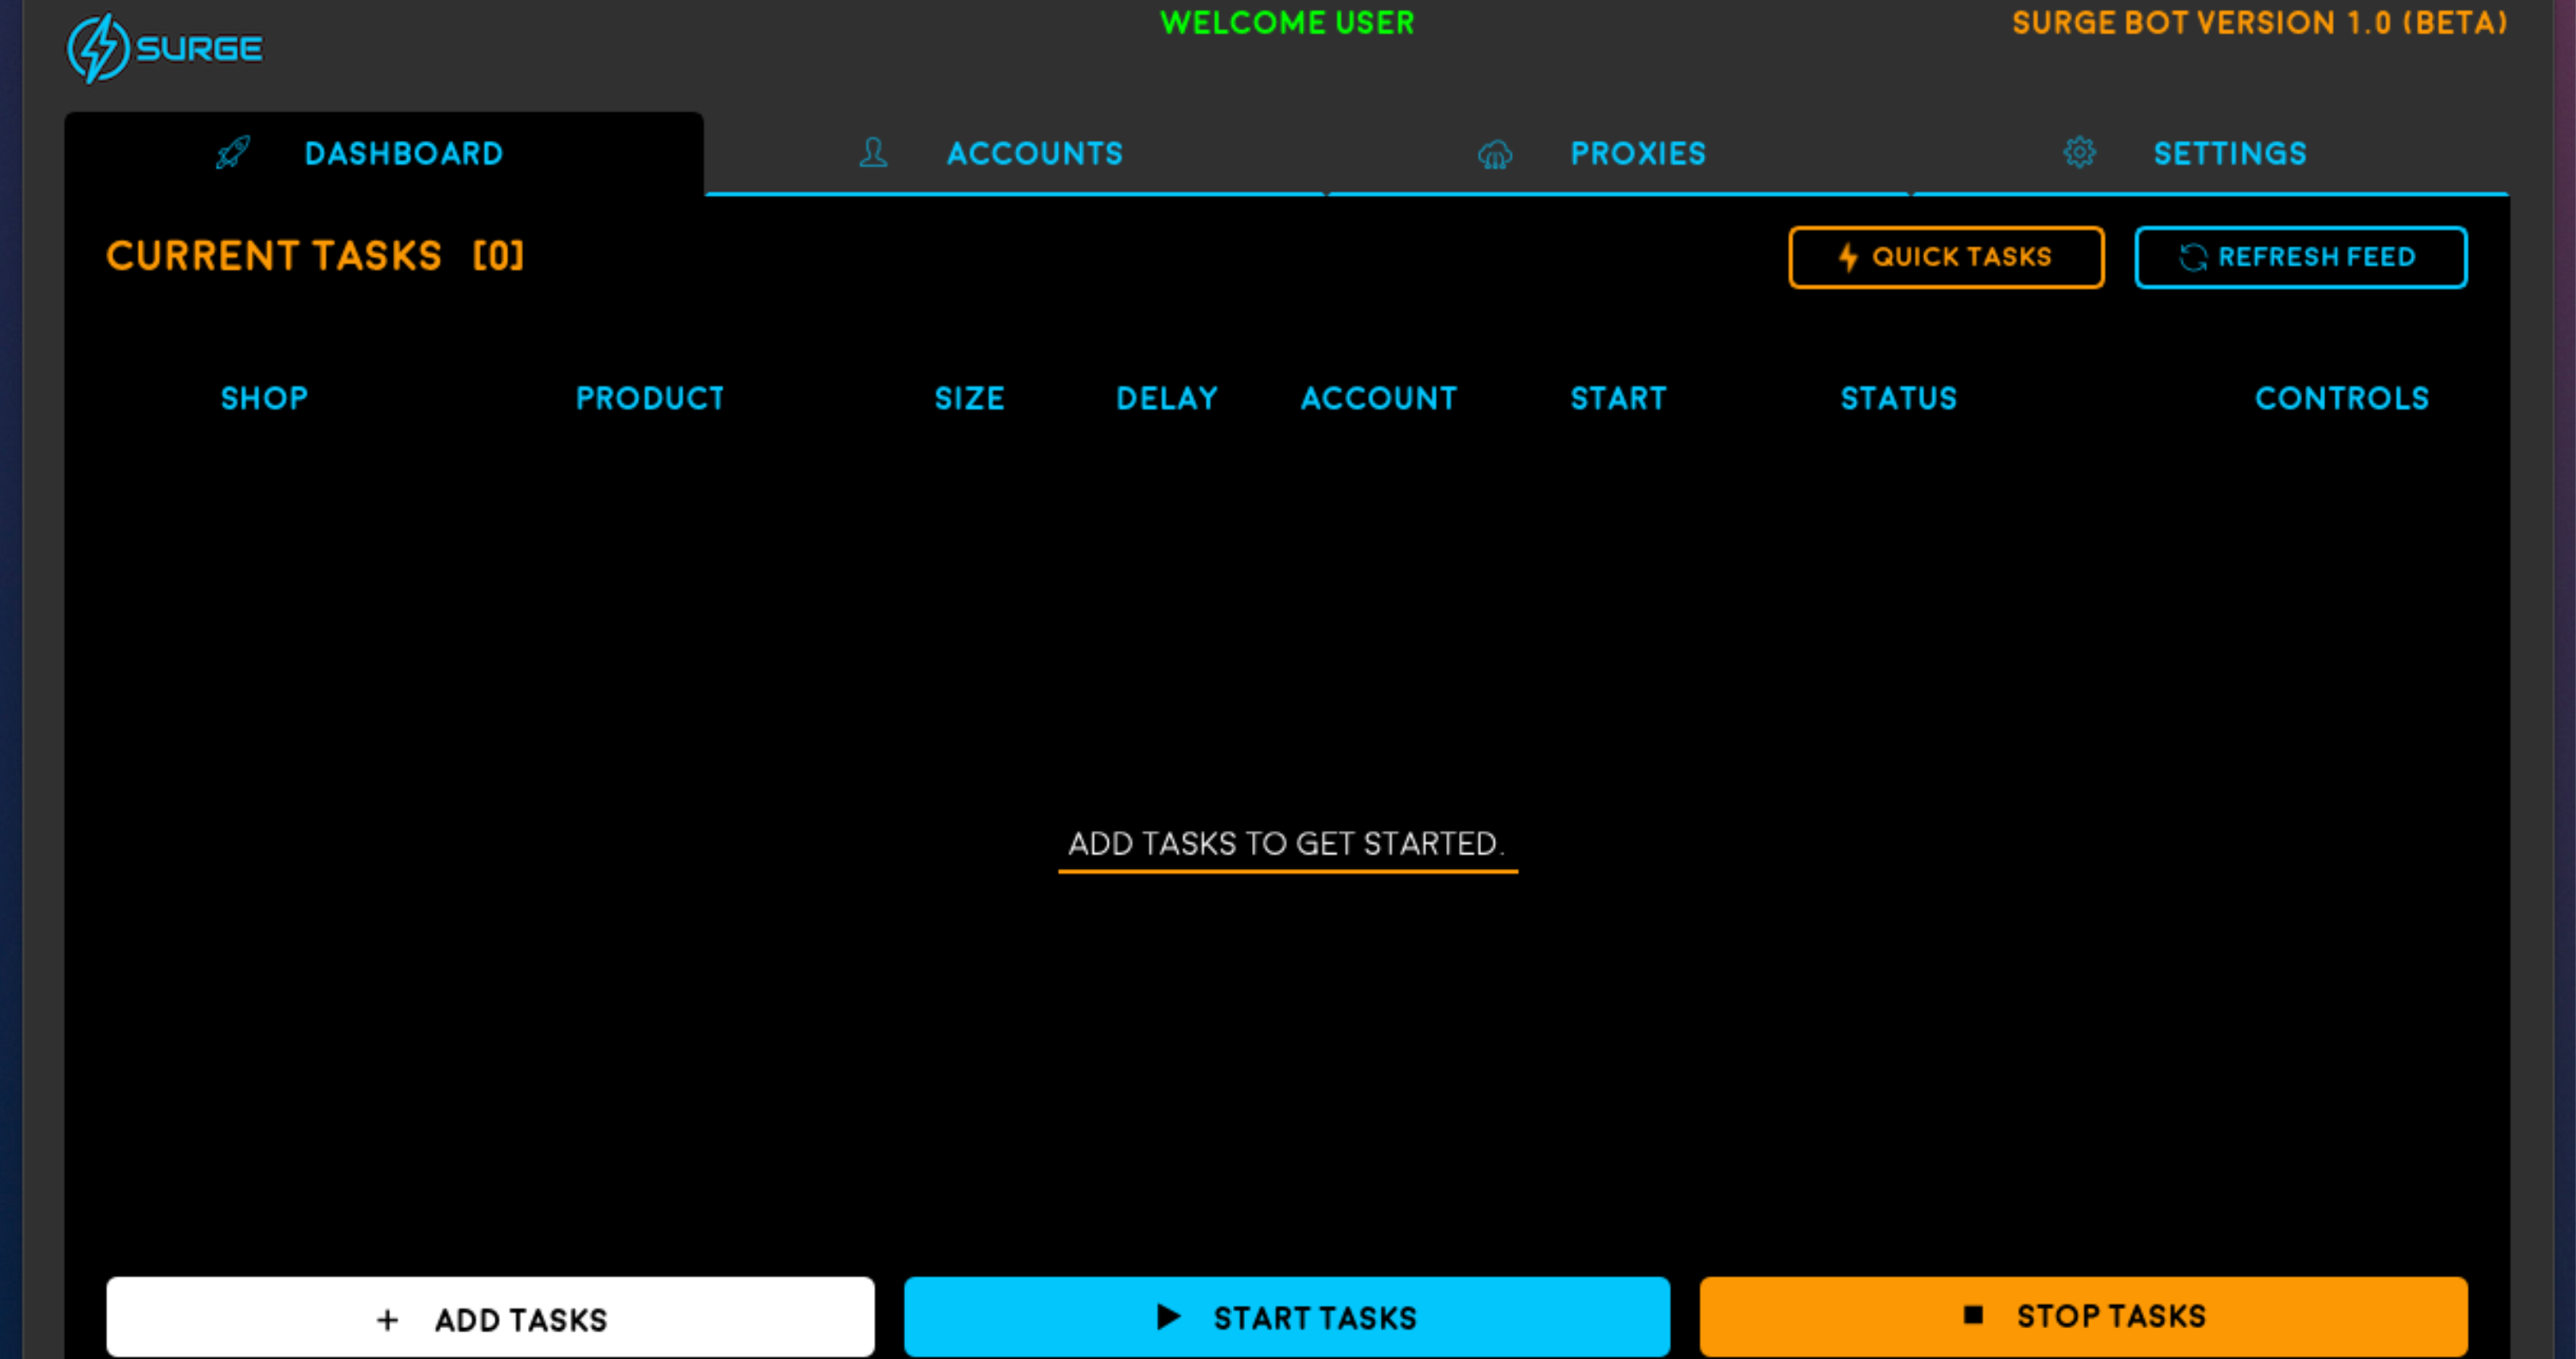 SURGE
WELCOME USER
SURGE BOT VERSION 1.0 (BETA)
DASHBOARD
ACCOUNTS
PROXIES
SETTINGS
CURRENT TASKS [0]
QUICK TASKS
REFRESH FEED
SHOP PRODUCT SIZE DELAY ACCOUNT START STATUS CONTROLS
ADD TASKS TO GET STARTED.
+ ADD TASKS
START TASKS
STOP TASKS